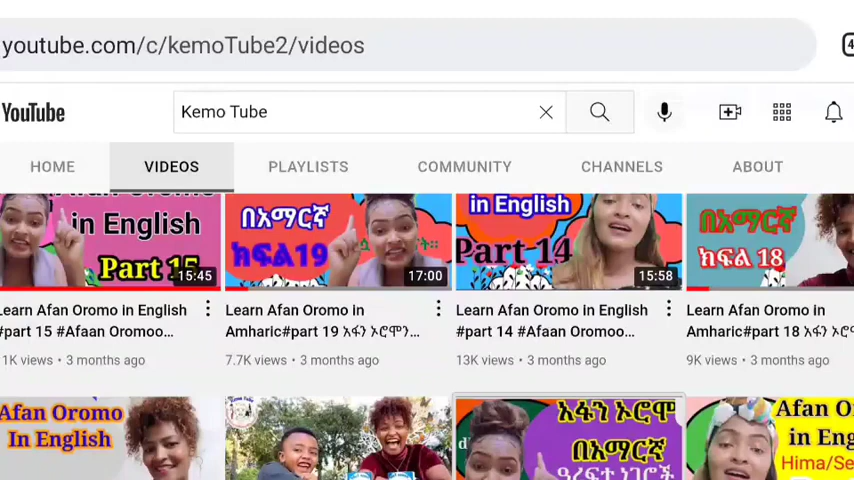 youtube.com/c/kemoTube2/videos
YouTube
Kemo Tube
HOME VIDEOS PLAYLISTS COMMUNITY CHANNELS ABOUT
in English
Part 15
15:45
በአማርኛ
ክፍል19
17:00
in English
Part 14
15:58
በአማርኛ
ክፍል 18
Learn Afan Oromo in English
#part 15 #Afaan Oromoo...
1K views • 3 months ago
Learn Afan Oromo in
Amharic#part 19 አፋን ኦሮሞን...
7.7K views • 3 months ago
Learn Afan Oromo in English
#part 14 #Afaan Oromoo...
13K views • 3 months ago
Learn Afan Oromo in
Amharic#part 18 አፋን
9K views • 3 months ago
Afan Oromo
In English
አፋን ኦሮሞ
በአማርኛ
ዓረፍተ ነገሮች
Afan O
in Eng
Hima/Se